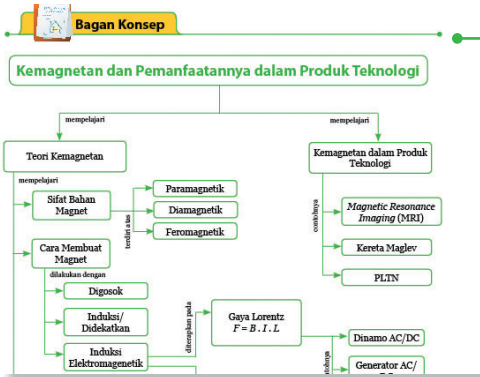 Bagan Konsep
Kemagnetan dan Pemanfaatannya dalam Produk Teknologi
mempelajari
mempelajari
Teori Kemagnetan
Kemagnetan dalam Produk
Teknologi
mempelajari
Sifat Bahan
Magnet
terdiri atas
Paramagnetik
Diamagnetik
Feromagnetik
contohnya
Magnetic Resonance
Imaging (MRI)
Kereta Maglev
PLTN
Cara Membuat
Magnet
dilakukan dengan
Digosok
Induksi/
Didekatkan
Induksi
Elektromagenetik
diterapkan pada
Gaya Lorentz
F = B . I . L
Dinamo AC/DC
Generator AC/